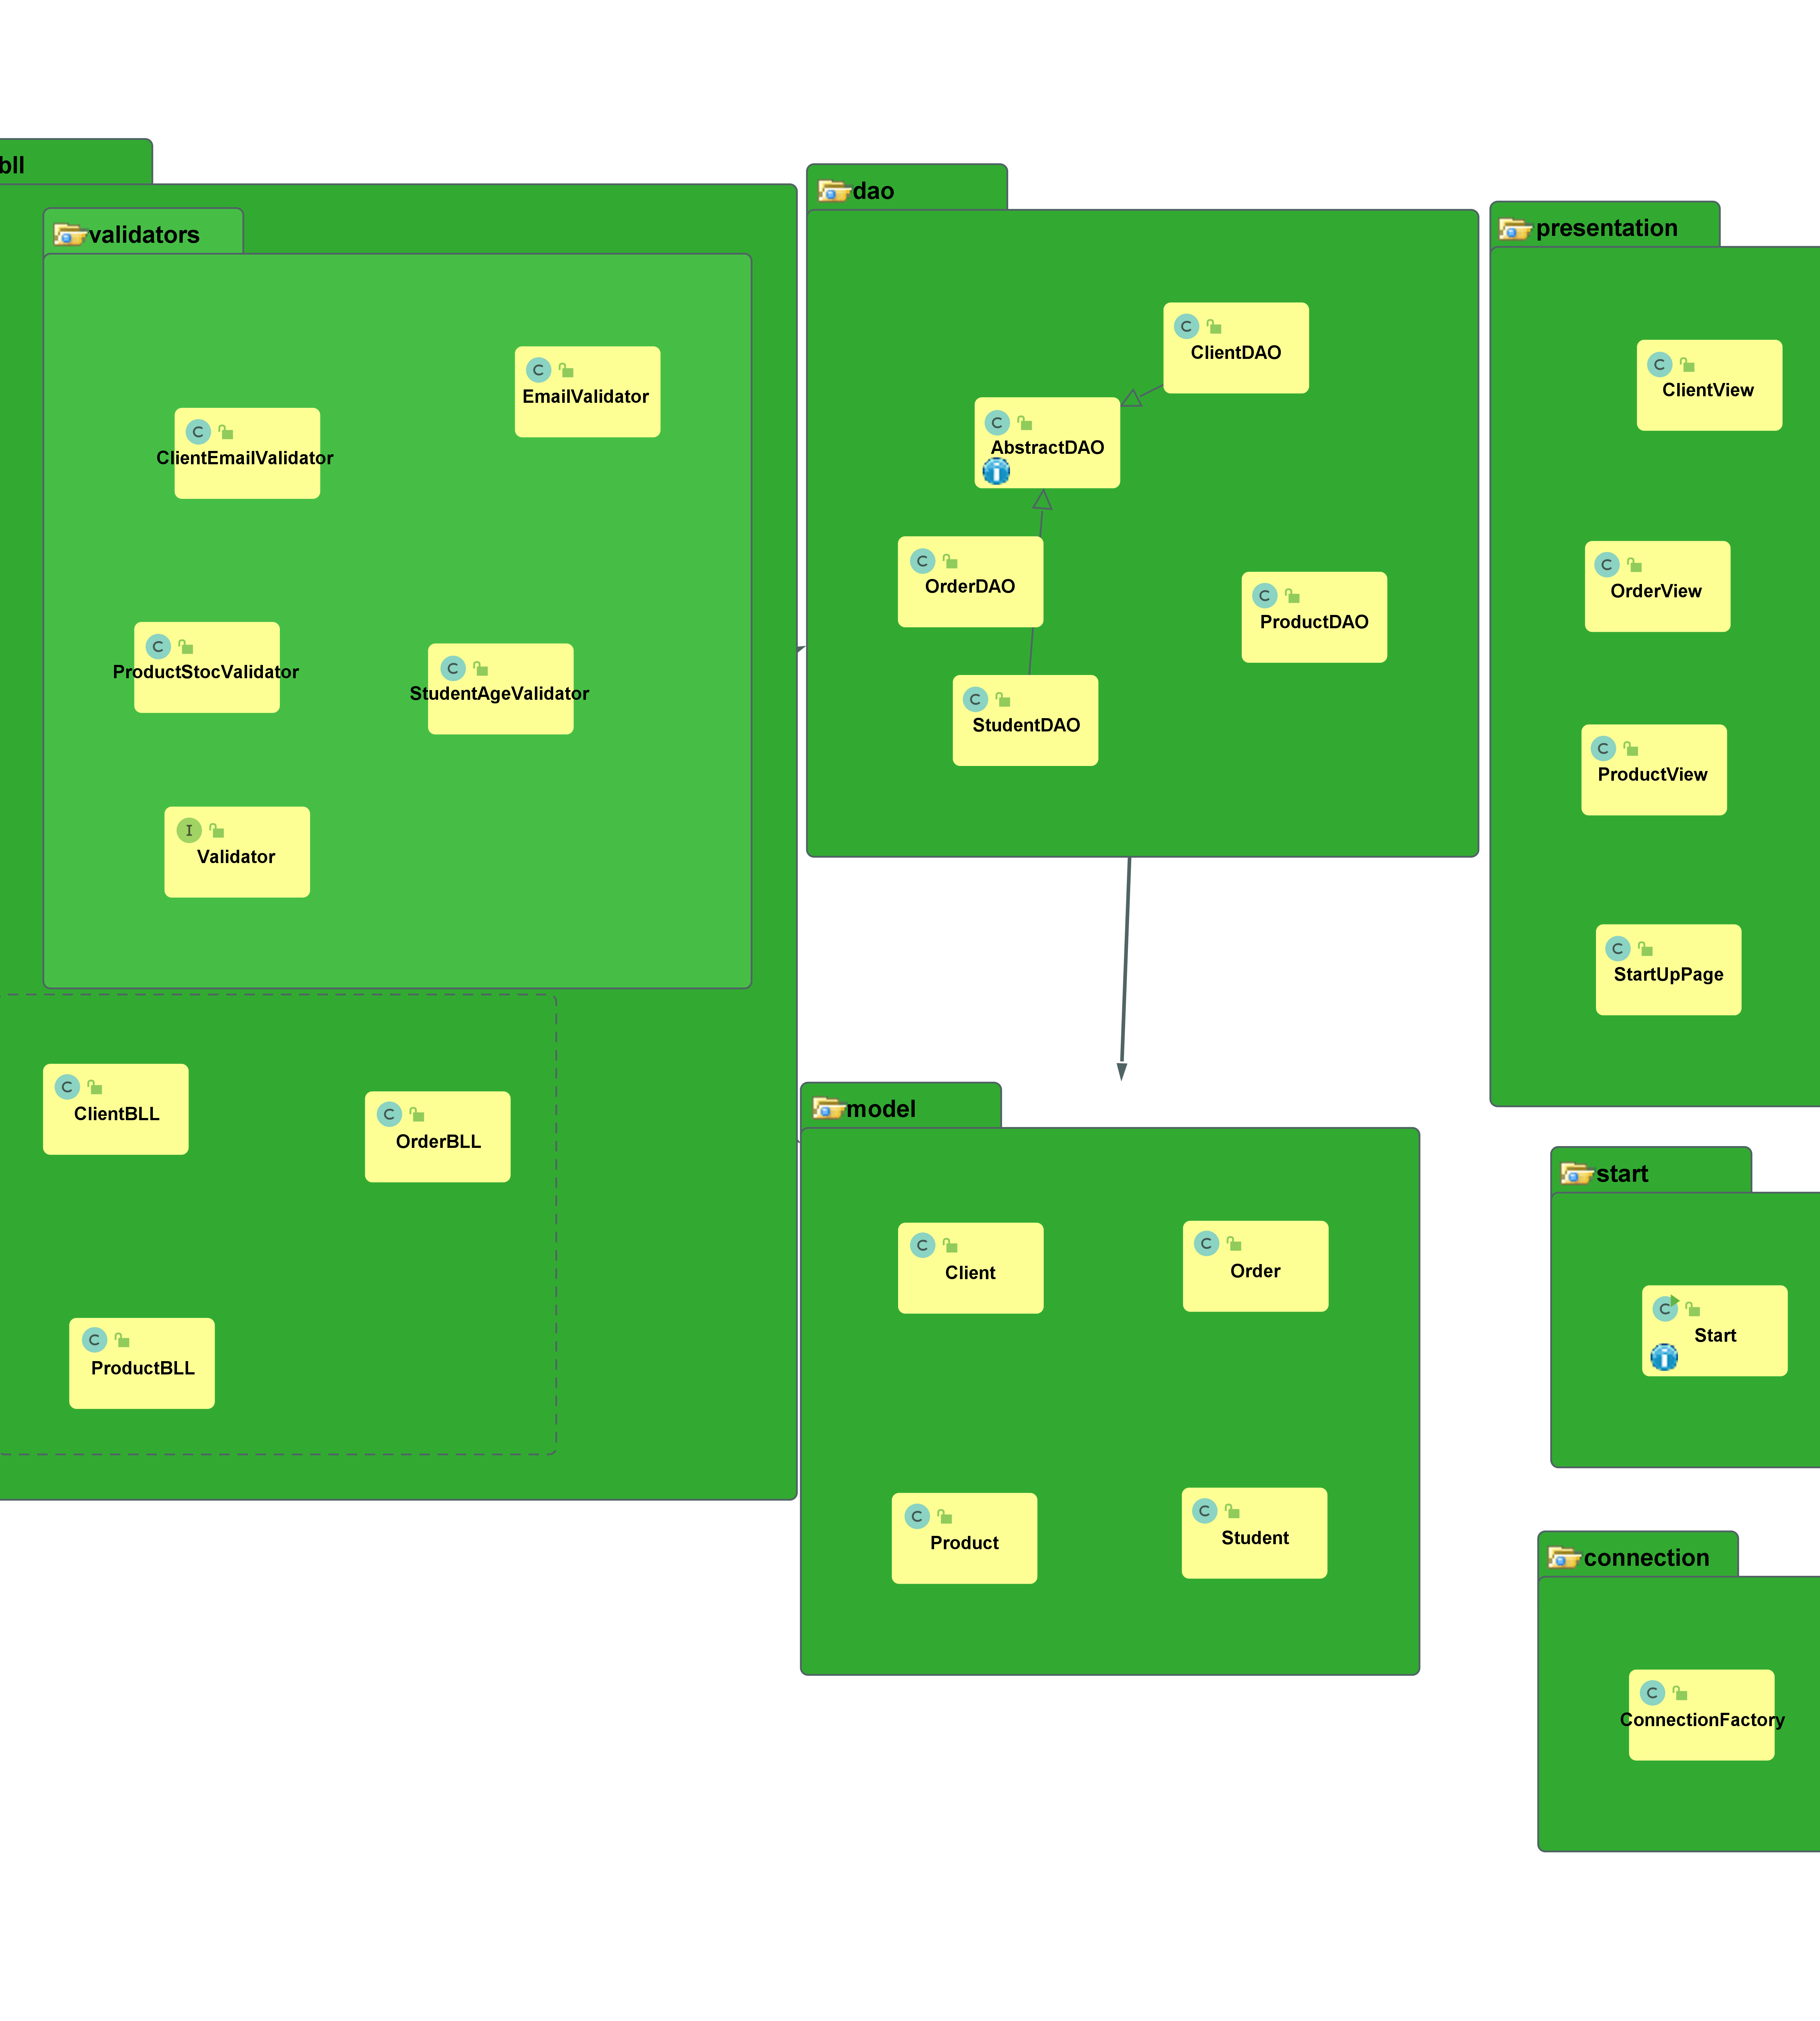 bll
validators
EmailValidator
ClientEmailValidator
ProductStocValidator
StudentAgeValidator
Validator
ClientBLL
OrderBLL
ProductBLL
dao
ClientDAO
AbstractDAO
OrderDAO
ProductDAO
StudentDAO
model
Client
Order
Product
Student
presentation
ClientView
OrderView
ProductView
StartUpPage
start
Start
connection
ConnectionFactory